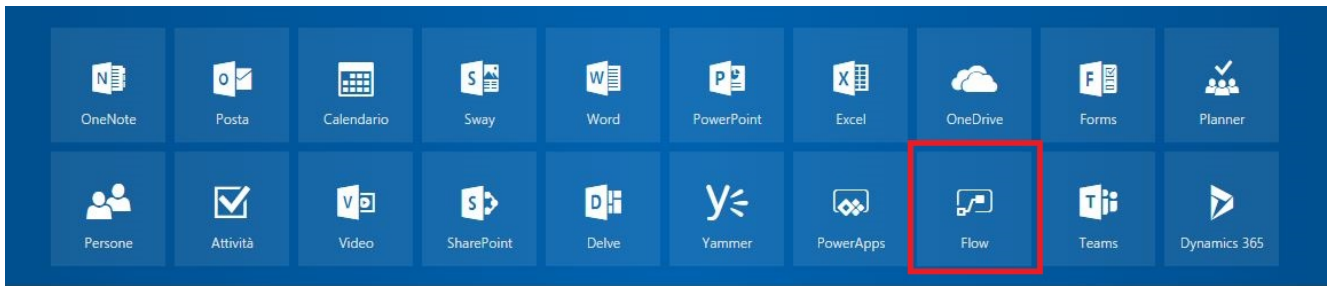 OneNote Posta Calendario Sway Word PowerPoint Excel OneDrive Forms Planner
Persone Attività Video SharePoint Delve Yammer PowerApps Flow Teams Dynamics 365